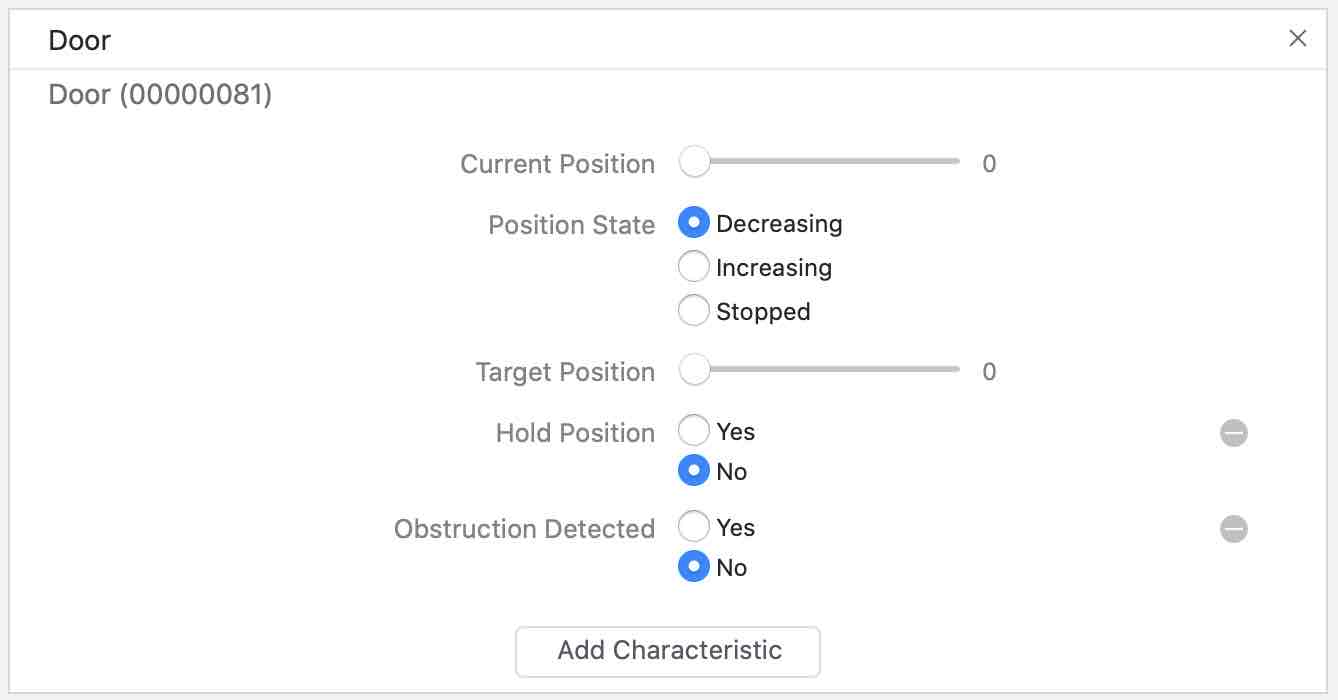 Door
Door (00000081)
Current Position 0
Position State Decreasing
Increasing
Stopped
Target Position 0
Hold Position Yes
No
Obstruction Detected Yes
No
Add Characteristic